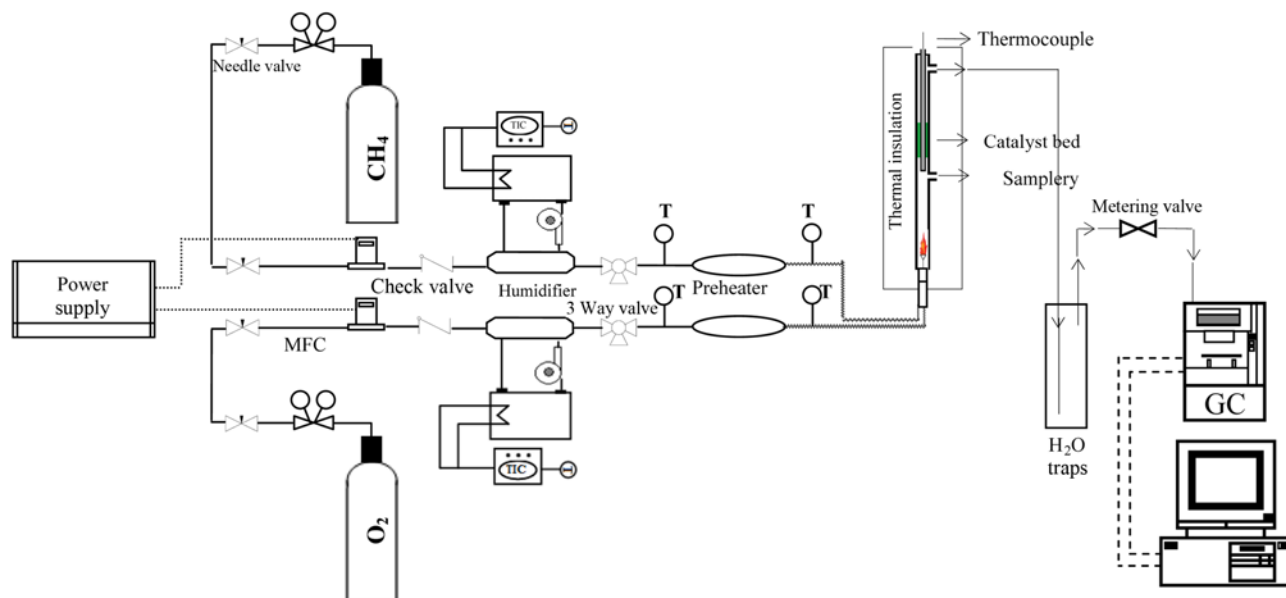 Needle valve
CH4
Thermocouple
Thermal insulation
Catalyst bed
Samplery
Metering valve
TIC
T
T
T
Power
supply
Check valve
Humidifier
Preheater
3 Way valve
T
T
MFC
TIC
T
O2
GC
H2O
traps